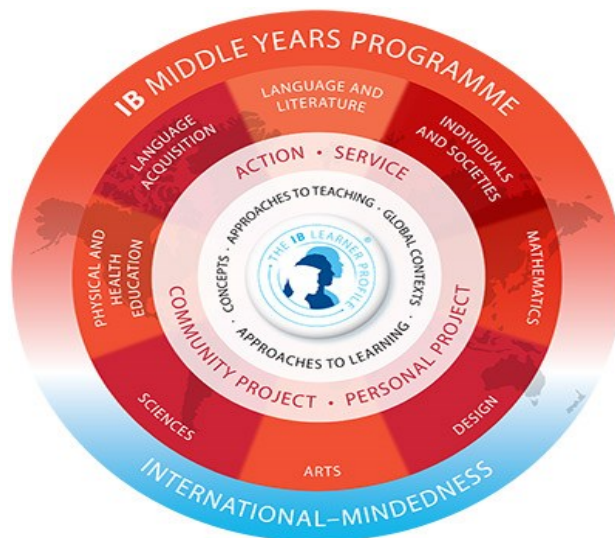 IB MIDDLE YEARS PROGRAMME
LANGUAGE AND
LITERATURE
LANGUAGE
ACQUISITION
INDIVIDUALS
AND SOCIETIES
PHYSICAL AND
HEALTH
EDUCATION
MATHEMATICS
SCIENCES
DESIGN
ARTS
ACTION · SERVICE
COMMUNITY PROJECT · PERSONAL PROJECT
· APPROACHES TO TEACHING ·
GLOBAL CONTEXTS
· CONCEPTS
· APPROACHES TO LEARNING ·
THE IB LEARNER PROFILE
®
INTERNATIONAL–MINDEDNESS